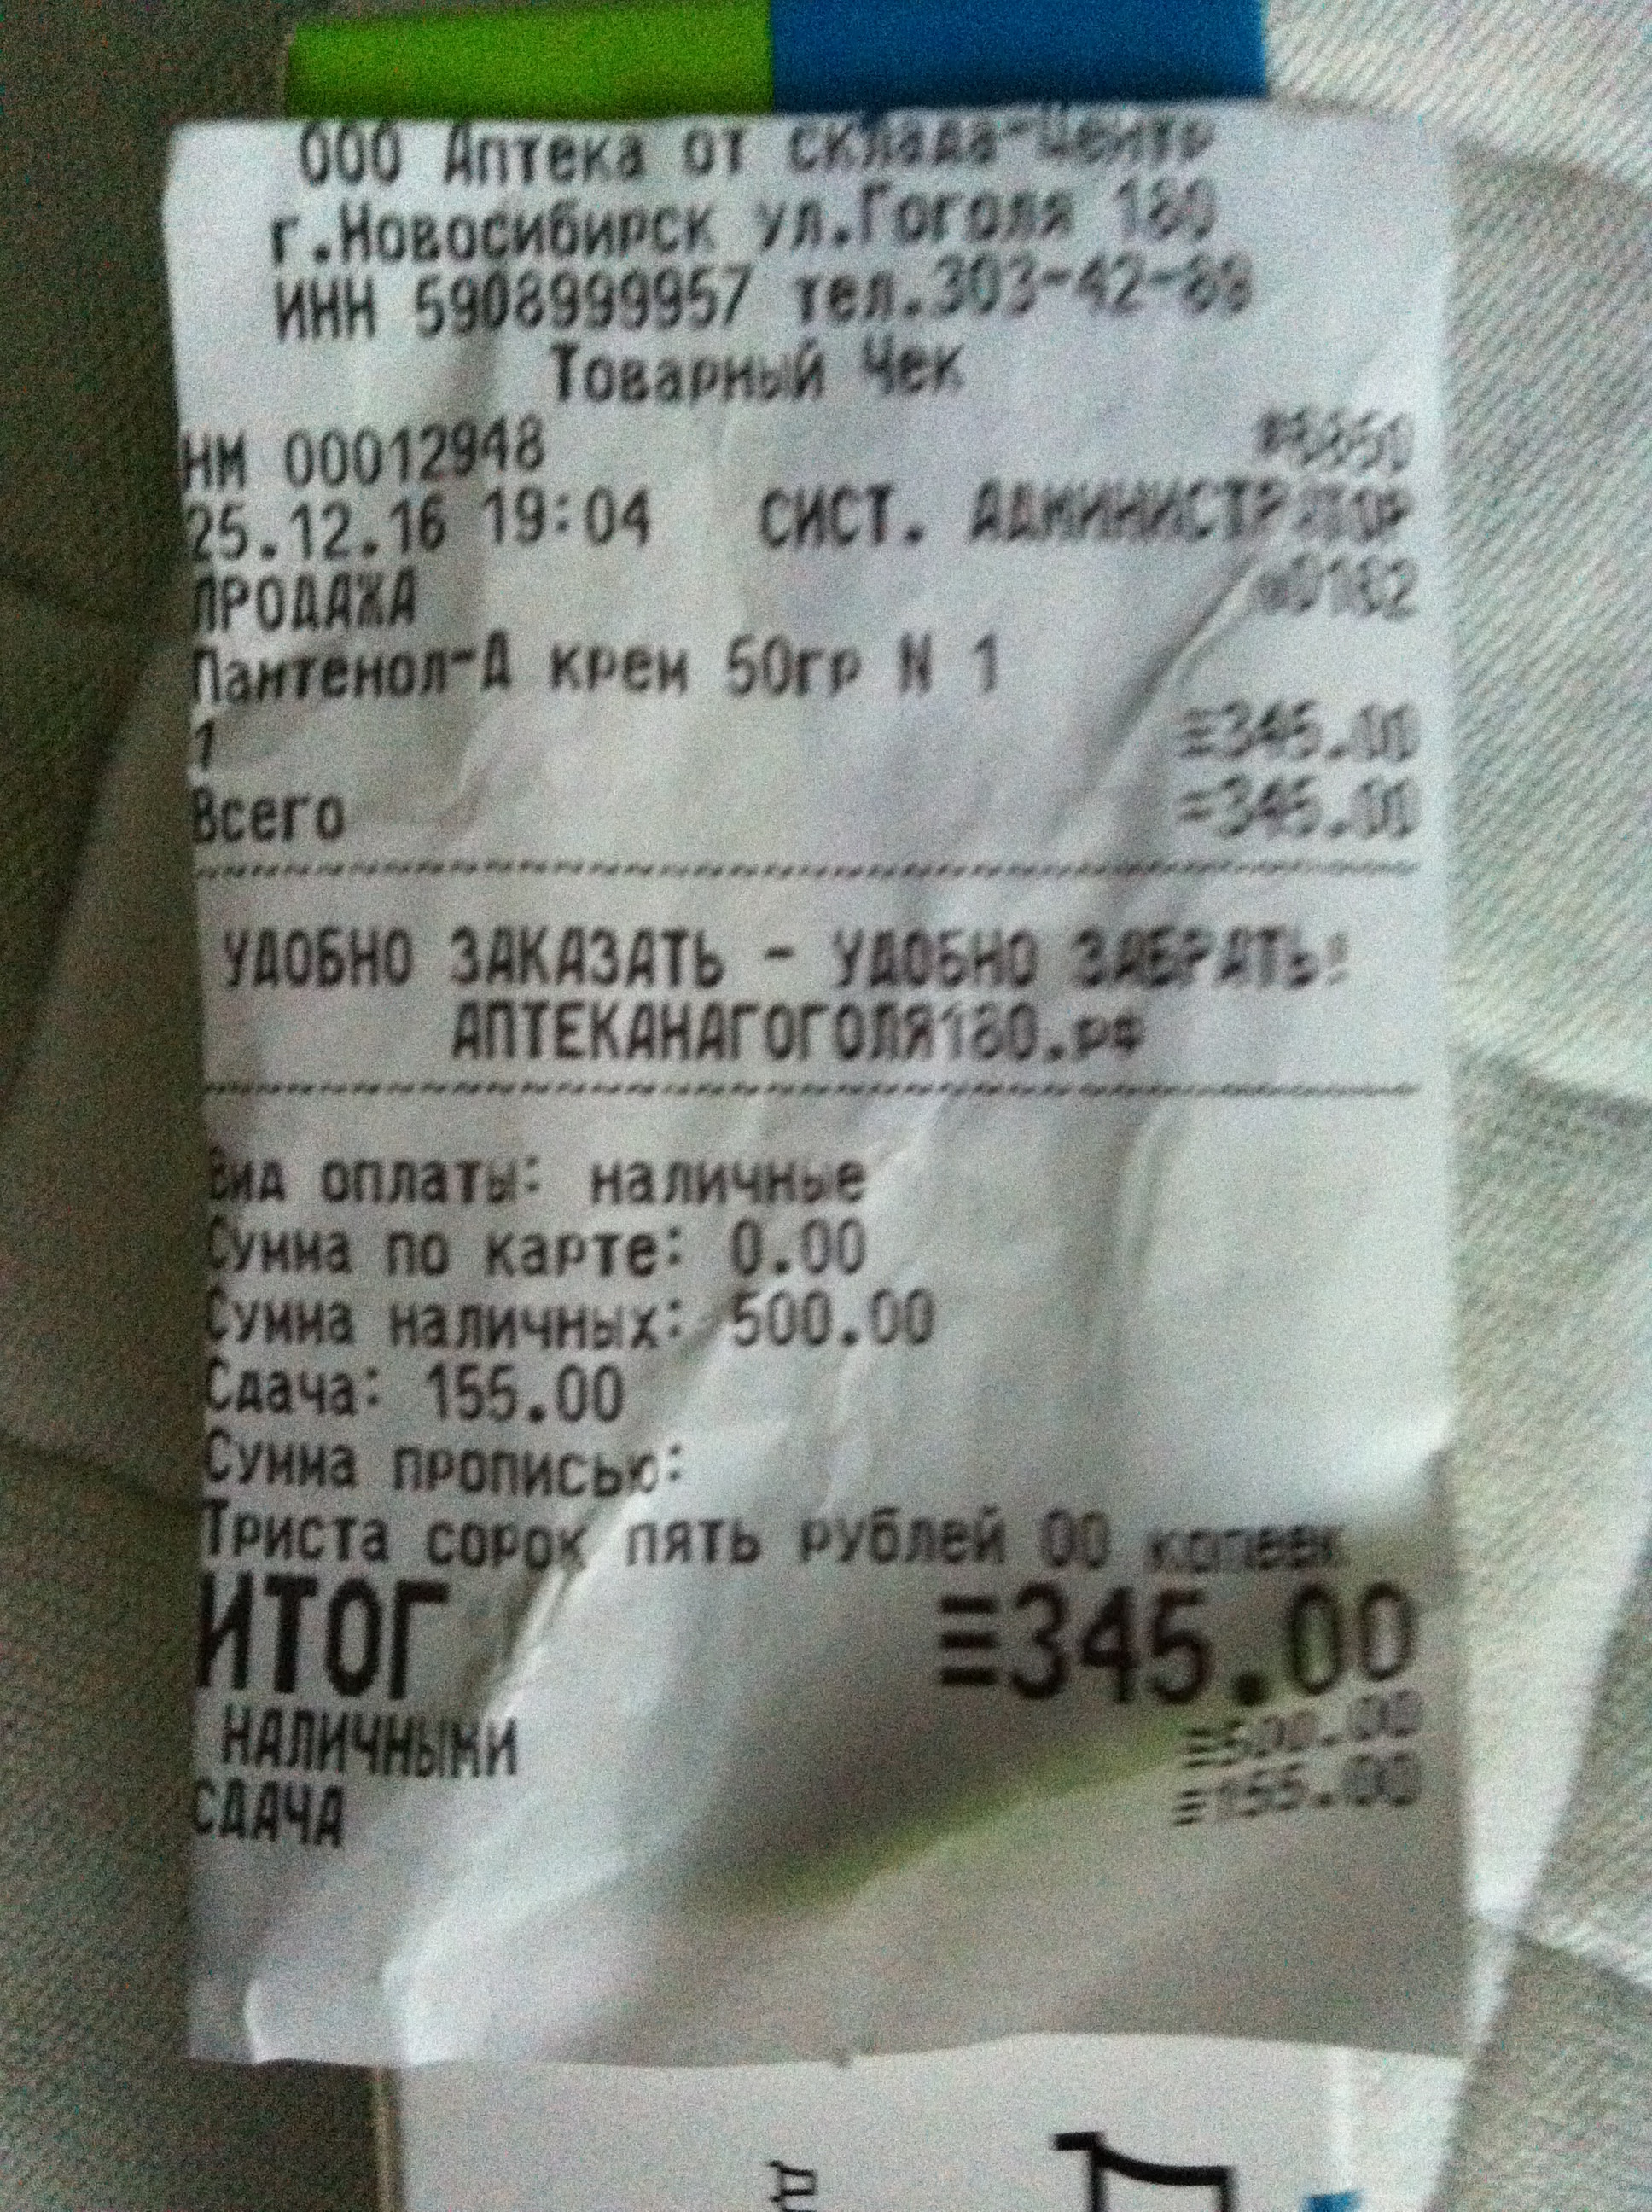 ООО Аптека от склада-Центр
г.Новосибирск ул.Гоголя 180
ИНН 5908999957 тел.303-42-89
Товарный Чек
НМ 00012948
25.12.16 19:04 СИСТ. АДМИНИСТРАТОР
ПРОДАЖА
Пантенол-Д крем 50гр N 1
1 ≡345.00
Всего ≡345.00
УДОБНО ЗАКАЗАТЬ - УДОБНО ЗАБРАТЬ!
АПТЕКАНАГОГОЛЯ180.РФ
Вид оплаты: наличные
Сумма по карте: 0.00
Сумма наличных: 500.00
Сдача: 155.00
Сумма прописью:
Триста сорок пять рублей 00 копеек
ИТОГ ≡345.00
НАЛИЧНЫМИ ≡500.00
СДАЧА ≡155.00